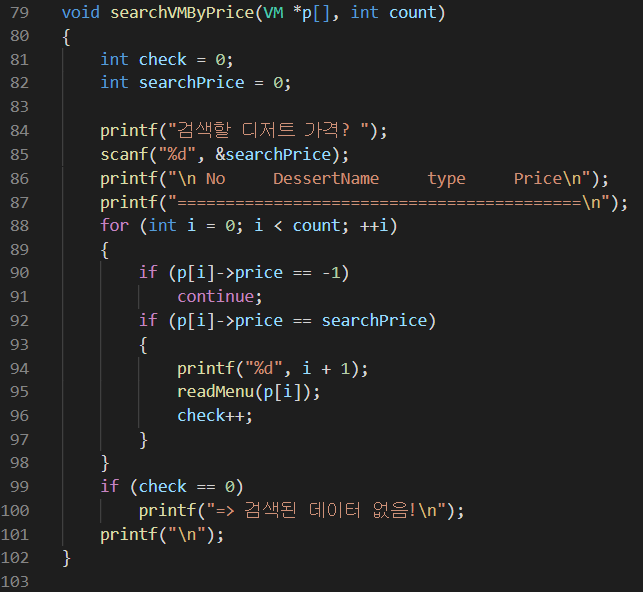 79 void searchVMByPrice(VM *p[], int count)
80 {
81     int check = 0;
82     int searchPrice = 0;
83
84     printf("검색할 디저트 가격? ");
85     scanf("%d", &searchPrice);
86     printf("\n No     DessertName     type     Price\n");
87     printf("==========================================\n");
88     for (int i = 0; i < count; ++i)
89     {
90         if (p[i]->price == -1)
91             continue;
92         if (p[i]->price == searchPrice)
93         {
94             printf("%d", i + 1);
95             readMenu(p[i]);
96             check++;
97         }
98     }
99     if (check == 0)
100         printf("=> 검색된 데이터 없음!\n");
101     printf("\n");
102 }
103